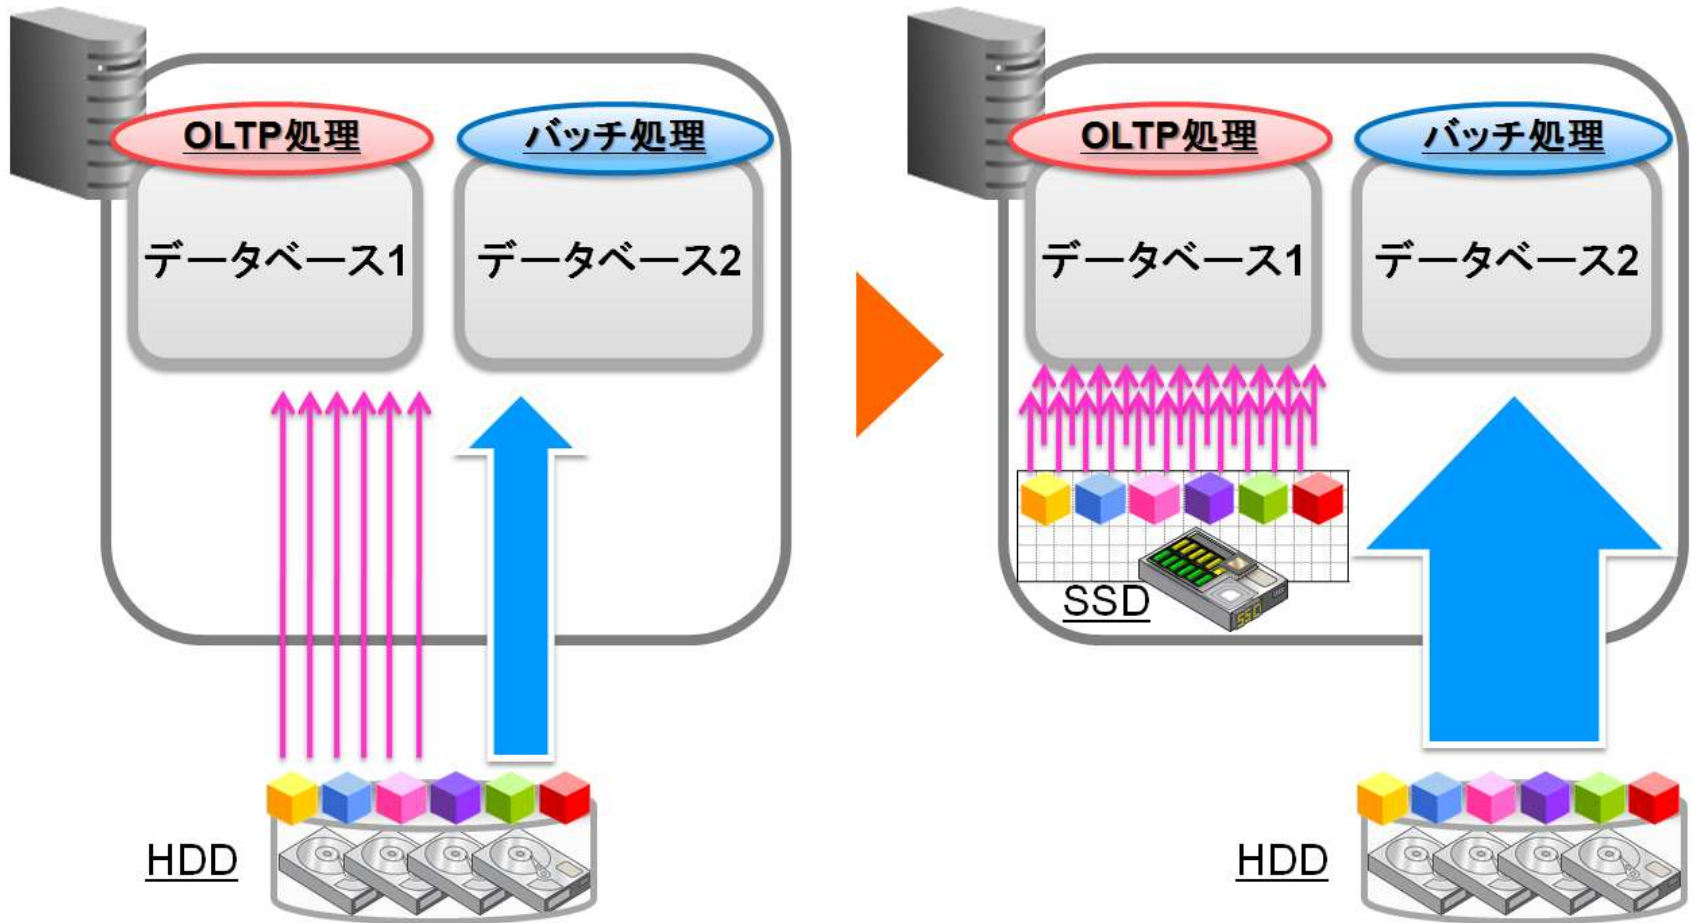 OLTP処理
バッチ処理
データベース1
データベース2
HDD
OLTP処理
バッチ処理
データベース1
データベース2
SSD
SSD
HDD